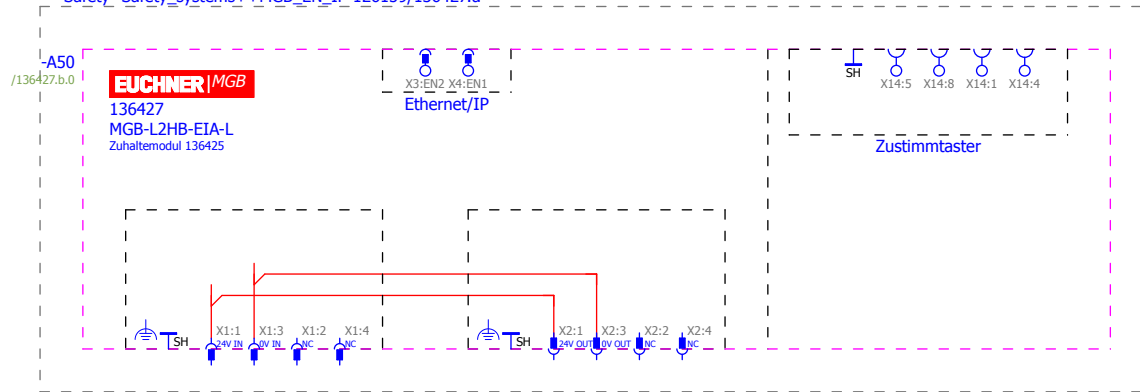 -A50
/136427.b.0
EUCHNER MGB
136427
MGB-L2HB-EIA-L
Zuhaltemodul 136425
X3:EN2 X4:EN1
Ethernet/IP
SH
X14:5 X14:8 X14:1 X14:4
Zustimmtaster
X1:1 X1:3 X1:2 X1:4
SH 24V IN 0V IN NC NC
X2:1 X2:3 X2:2 X2:4
SH 24V OUT 0V OUT NC NC